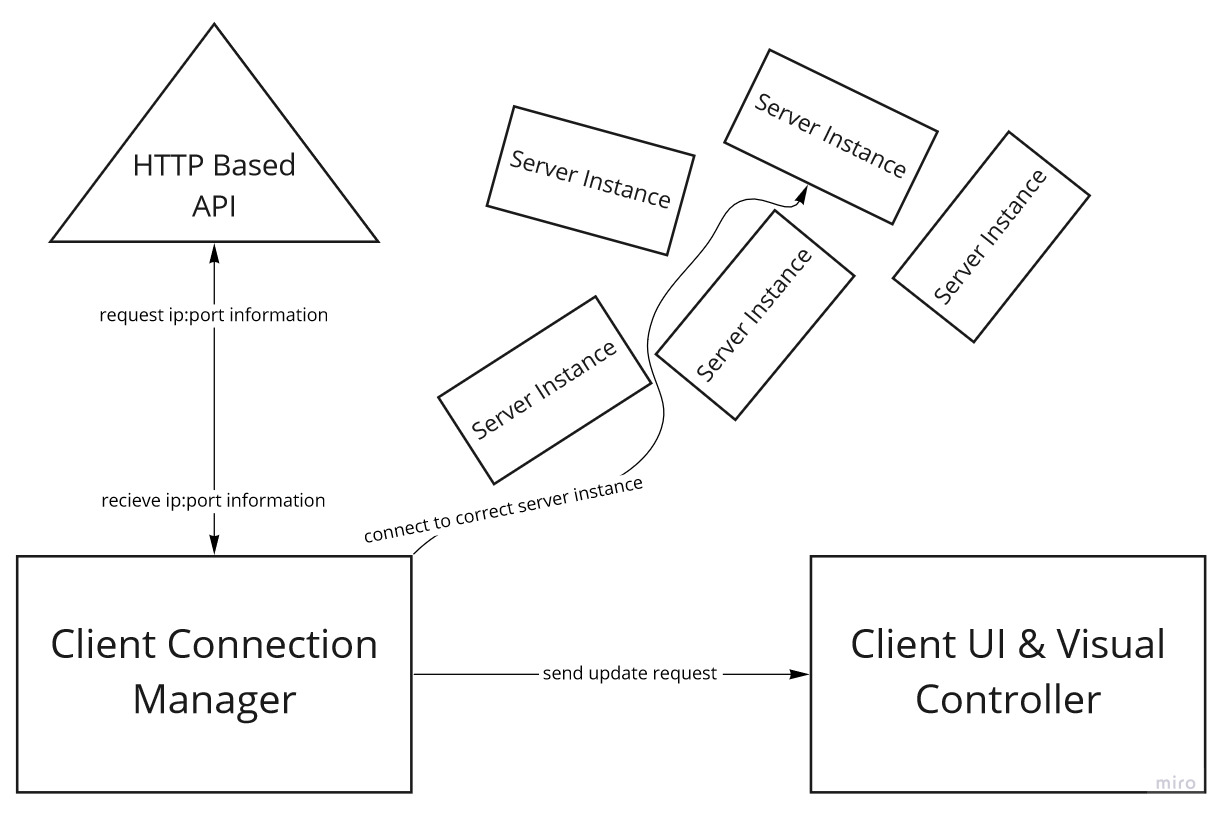 HTTP Based
API
Server Instance
Server Instance
Server Instance
Server Instance
Server Instance
request ip:port information
recieve ip:port information
connect to correct server instance
Client Connection
Manager
send update request
Client UI & Visual
Controller
miro